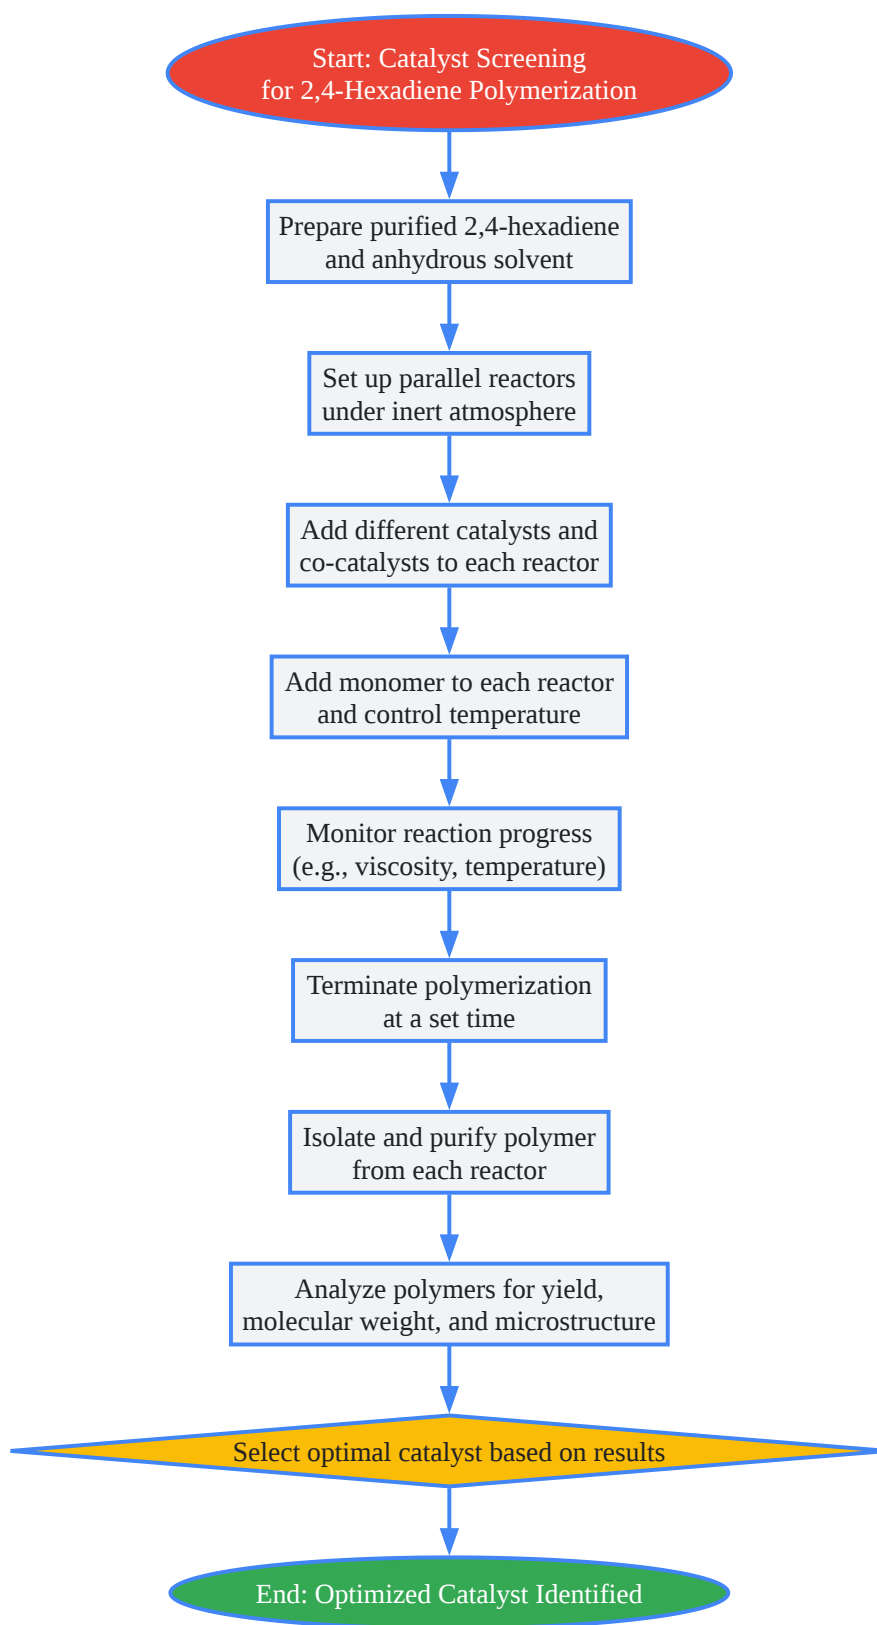 Start: Catalyst Screening
for 2,4-Hexadiene Polymerization
Prepare purified 2,4-hexadiene
and anhydrous solvent
Set up parallel reactors
under inert atmosphere
Add different catalysts and
co-catalysts to each reactor
Add monomer to each reactor
and control temperature
Monitor reaction progress
(e.g., viscosity, temperature)
Terminate polymerization
at a set time
Isolate and purify polymer
from each reactor
Analyze polymers for yield,
molecular weight, and microstructure
Select optimal catalyst based on results
End: Optimized Catalyst Identified